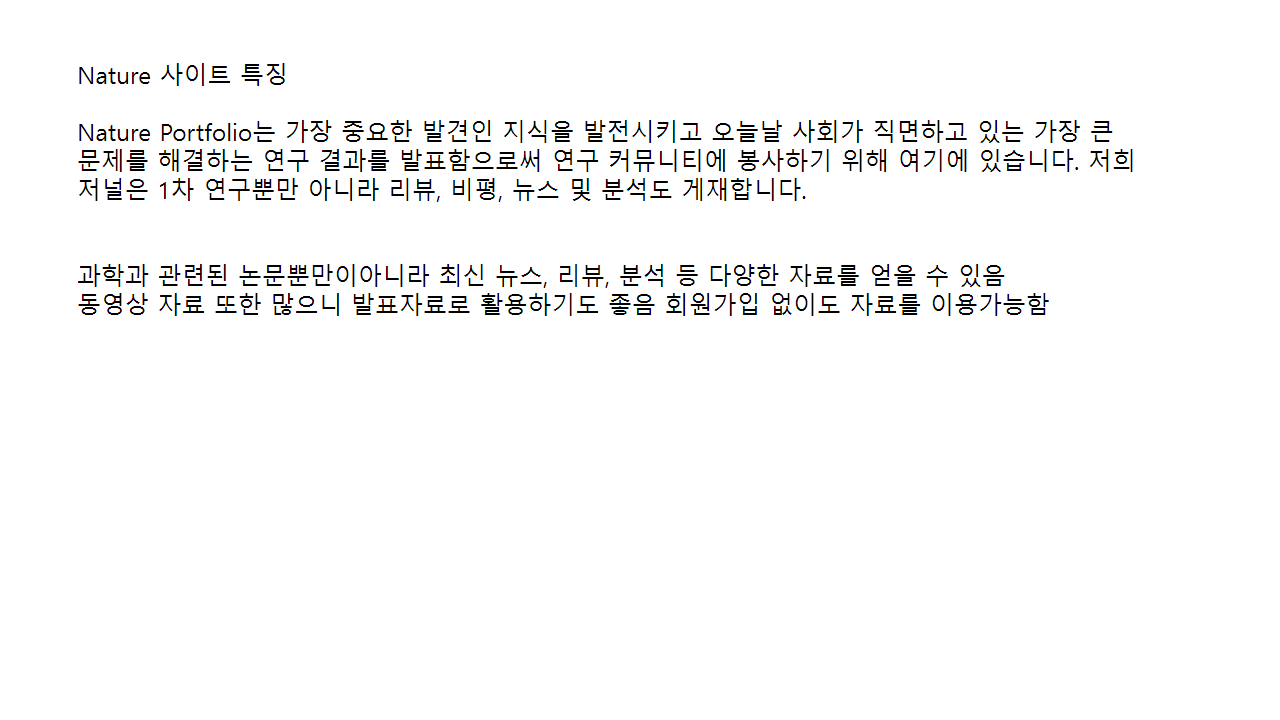 Nature 사이트 특징
Nature Portfolio는 가장 중요한 발견인 지식을 발전시키고 오늘날 사회가 직면하고 있는 가장 큰
문제를 해결하는 연구 결과를 발표함으로써 연구 커뮤니티에 봉사하기 위해 여기에 있습니다. 저희
저널은 1차 연구뿐만 아니라 리뷰, 비평, 뉴스 및 분석도 게재합니다.
과학과 관련된 논문뿐만이아니라 최신 뉴스, 리뷰, 분석 등 다양한 자료를 얻을 수 있음
동영상 자료 또한 많으니 발표자료로 활용하기도 좋음 회원가입 없이도 자료를 이용가능함